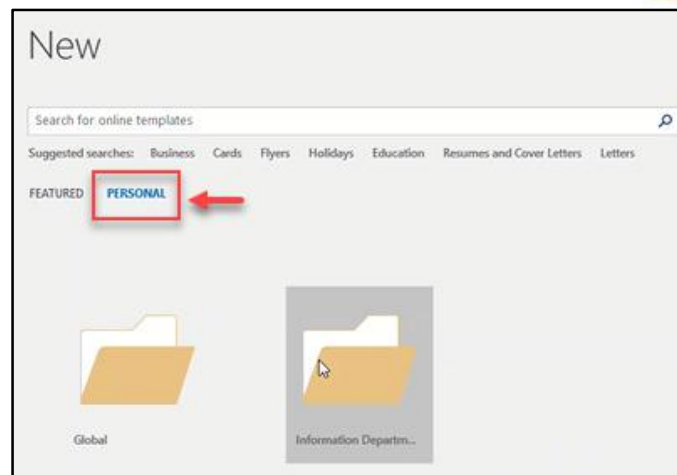 New
Search for online templates
Suggested searches: Business Cards Flyers Holidays Education Resumes and Cover Letters Letters
FEATURED PERSONAL
Global Information Departm...